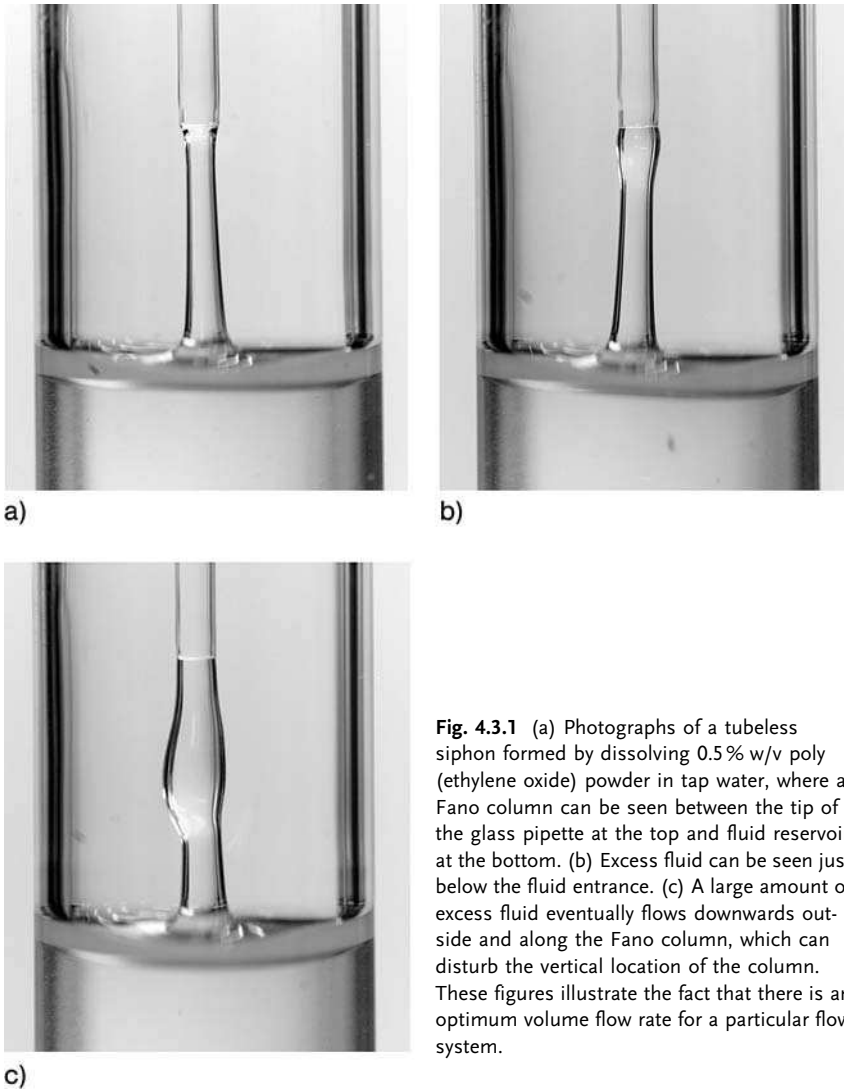 a)
b)
c)
Fig. 4.3.1 (a) Photographs of a tubeless
siphon formed by dissolving 0.5 % w/v poly
(ethylene oxide) powder in tap water, where a
Fano column can be seen between the tip of
the glass pipette at the top and fluid reservoi
at the bottom. (b) Excess fluid can be seen jus
below the fluid entrance. (c) A large amount o
excess fluid eventually flows downwards out-
side and along the Fano column, which can
disturb the vertical location of the column.
These figures illustrate the fact that there is an
optimum volume flow rate for a particular flow
system.